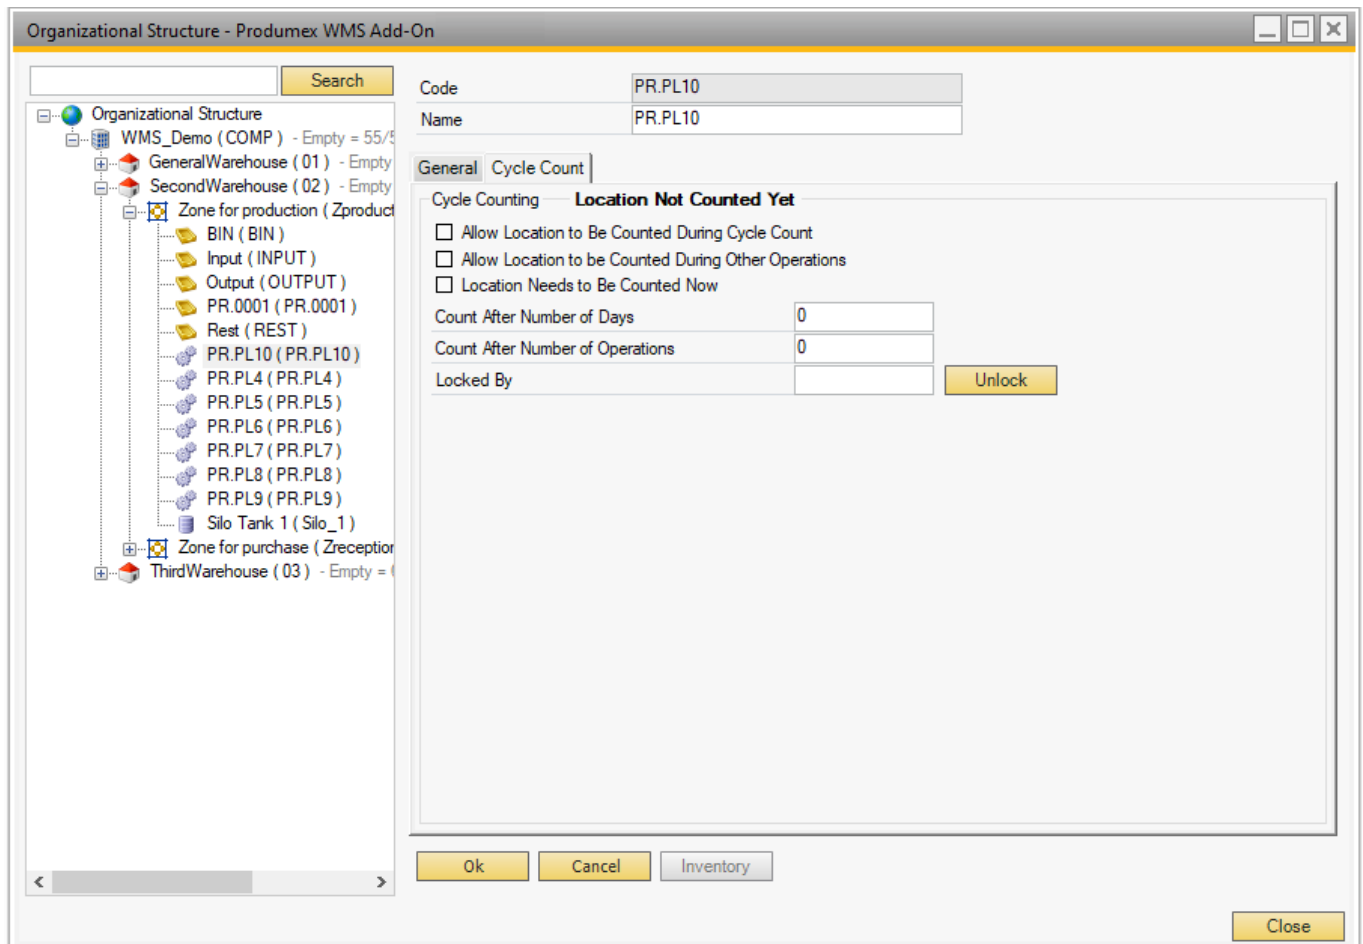 Organizational Structure - Produmex WMS Add-On
Search
Organizational Structure
WMS_Demo ( COMP ) - Empty = 55/5
GeneralWarehouse ( 01 ) - Empty
SecondWarehouse ( 02 ) - Empty
Zone for production ( Zproduct
BIN ( BIN )
Input ( INPUT )
Output ( OUTPUT )
PR.0001 ( PR.0001 )
Rest ( REST )
PR.PL10 ( PR.PL10 )
PR.PL4 ( PR.PL4 )
PR.PL5 ( PR.PL5 )
PR.PL6 ( PR.PL6 )
PR.PL7 ( PR.PL7 )
PR.PL8 ( PR.PL8 )
PR.PL9 ( PR.PL9 )
Silo Tank 1 ( Silo_1 )
Zone for purchase ( Zreception
ThirdWarehouse ( 03 ) - Empty =
Code PR.PL10
Name PR.PL10
General Cycle Count
Cycle Counting Location Not Counted Yet
Allow Location to Be Counted During Cycle Count
Allow Location to be Counted During Other Operations
Location Needs to Be Counted Now
Count After Number of Days 0
Count After Number of Operations 0
Locked By Unlock
Ok Cancel Inventory
Close